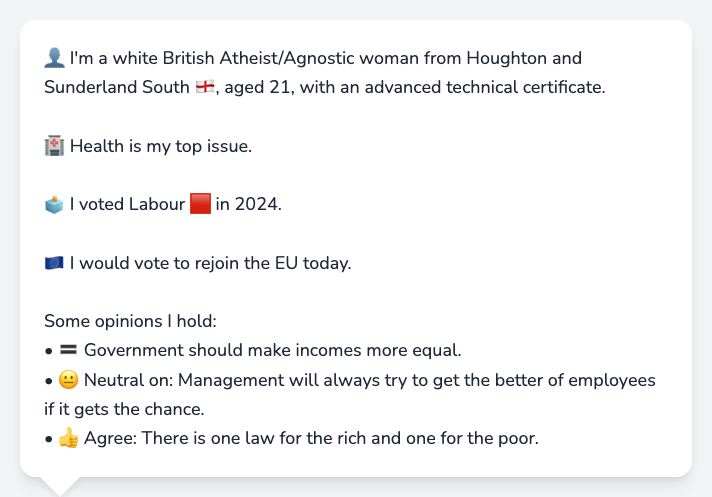 👤 I'm a white British Atheist/Agnostic woman from Houghton and
Sunderland South 🏴󠁧󠁢󠁥󠁮󠁧󠁿, aged 21, with an advanced technical certificate.
🏥 Health is my top issue.
🗳️ I voted Labour 🟥 in 2024.
🇪🇺 I would vote to rejoin the EU today.
Some opinions I hold:
• 🟰 Government should make incomes more equal.
• 😐 Neutral on: Management will always try to get the better of employees
if it gets the chance.
• 👍 Agree: There is one law for the rich and one for the poor.